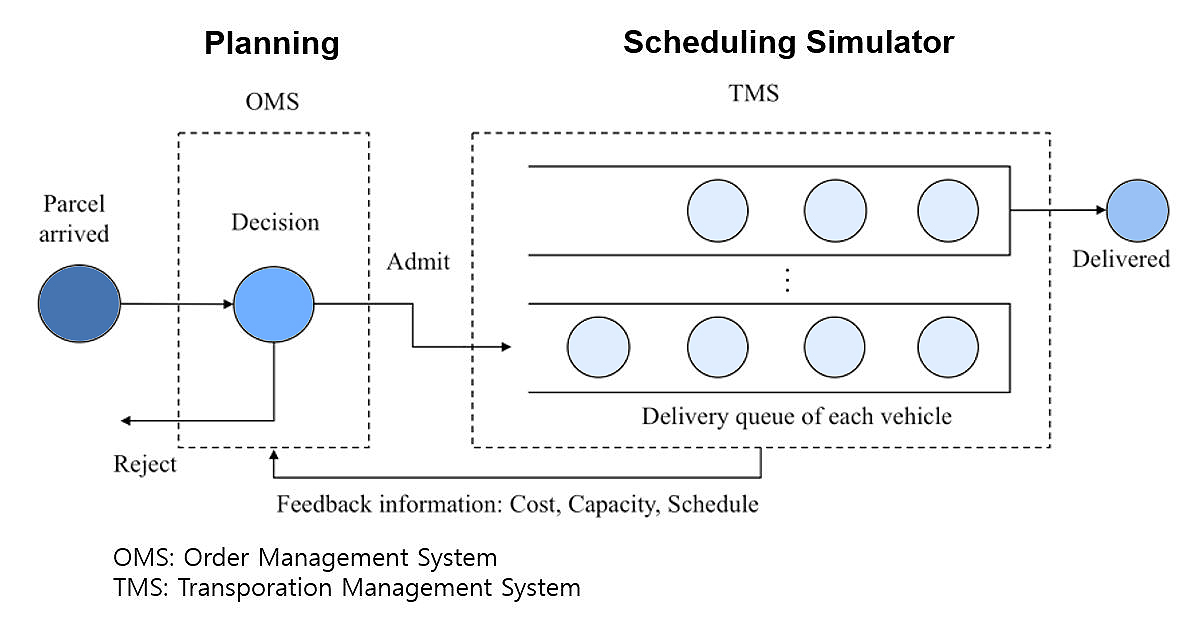 Planning
Scheduling Simulator
OMS
TMS
Parcel
arrived
Decision
Admit
Delivered
Delivery queue of each vehicle
Reject
Feedback information: Cost, Capacity, Schedule
OMS: Order Management System
TMS: Transporation Management System